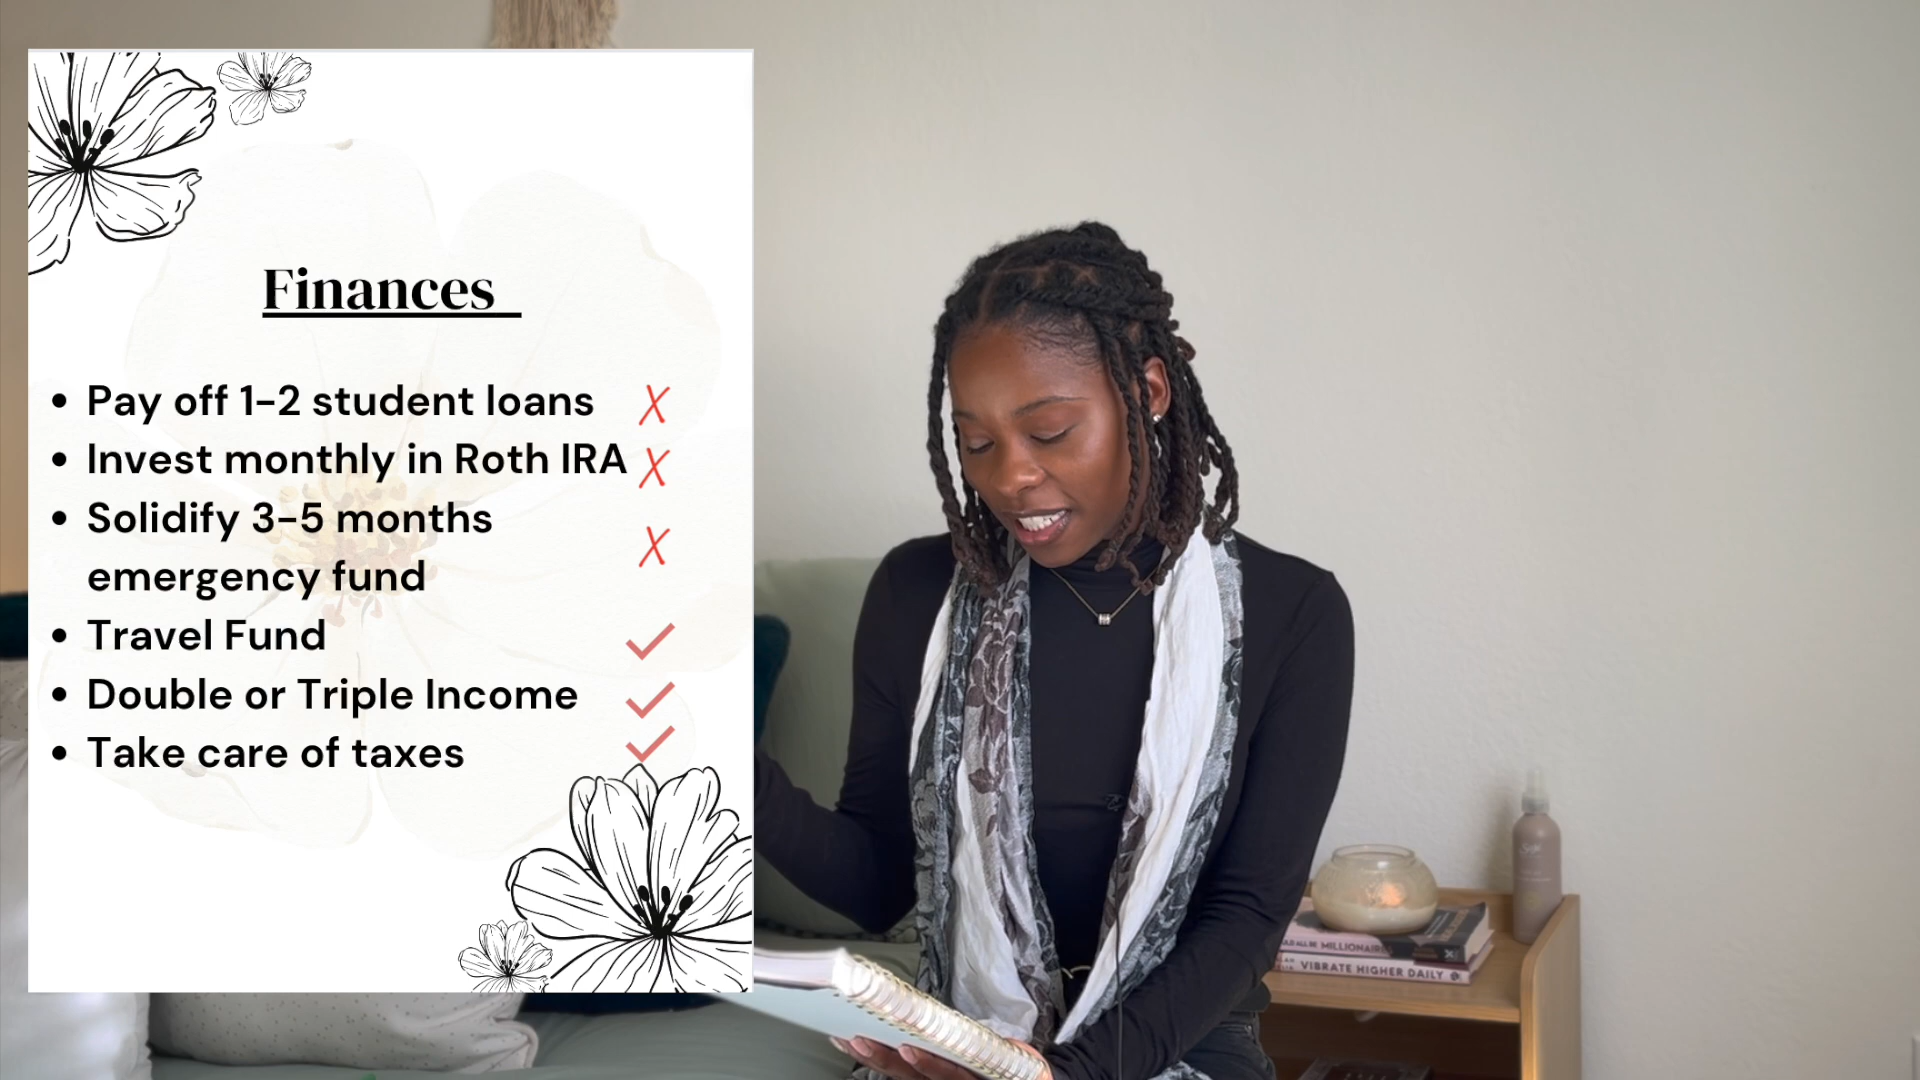 Finances
• Pay off 1-2 student loans X
• Invest monthly in Roth IRA X
• Solidify 3-5 months
emergency fund X
• Travel Fund ✓
• Double or Triple Income ✓
• Take care of taxes ✓
MILLIONAIRE
VIBRATE HIGHER DAILY